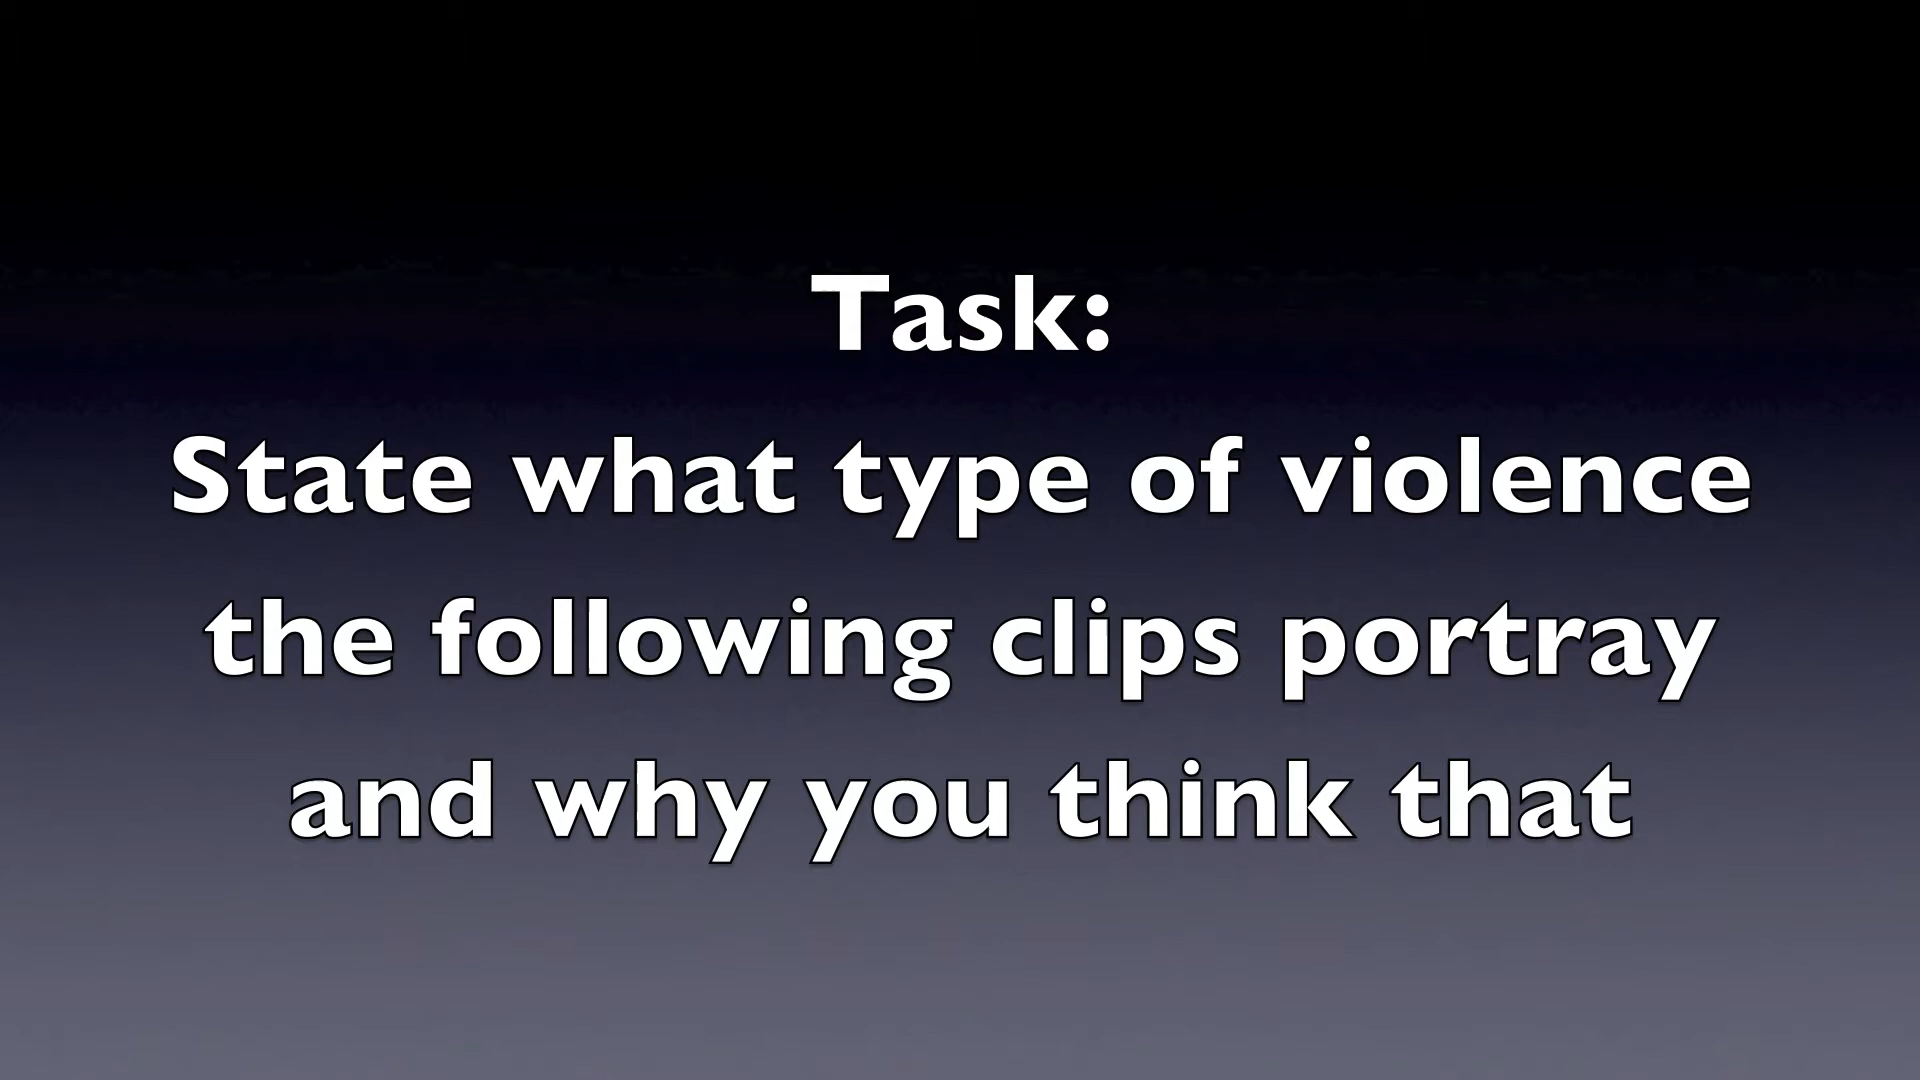 Task:
State what type of violence
the following clips portray
and why you think that